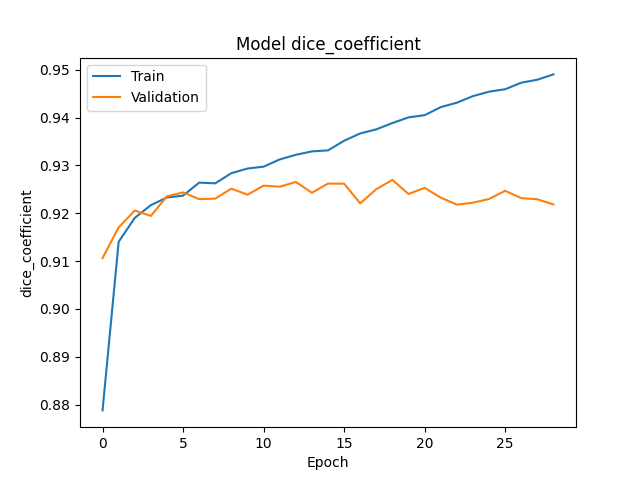 Model dice_coefficient
Train
Validation
0.95
0.94
0.93
0.92
0.91
0.90
0.89
0.88
dice_coefficient
0 5 10 15 20 25
Epoch